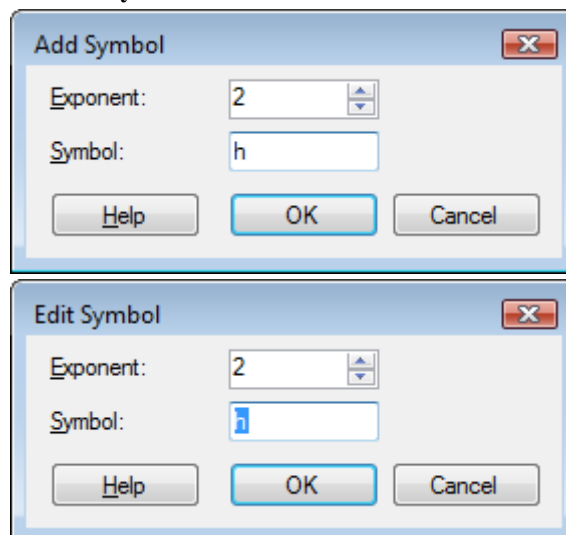 Add Symbol
Exponent: 2
Symbol: h
Help OK Cancel
Edit Symbol
Exponent: 2
Symbol: h
Help OK Cancel